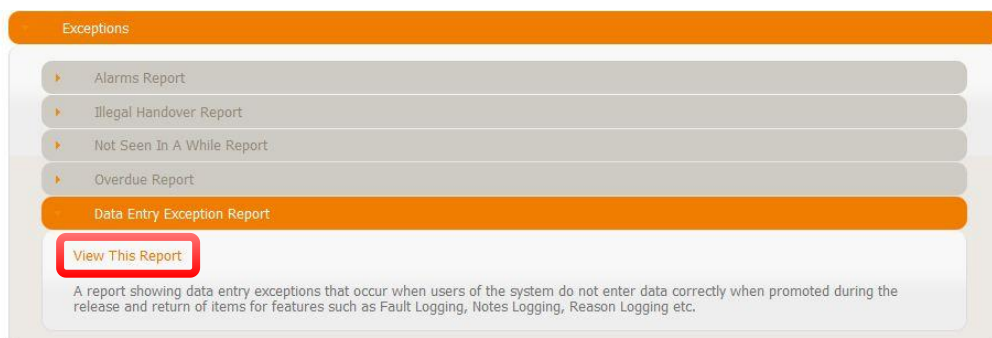 Exceptions
Alarms Report
Illegal Handover Report
Not Seen In A While Report
Overdue Report
Data Entry Exception Report
View This Report
A report showing data entry exceptions that occur when users of the system do not enter data correctly when promoted during the
release and return of items for features such as Fault Logging, Notes Logging, Reason Logging etc.